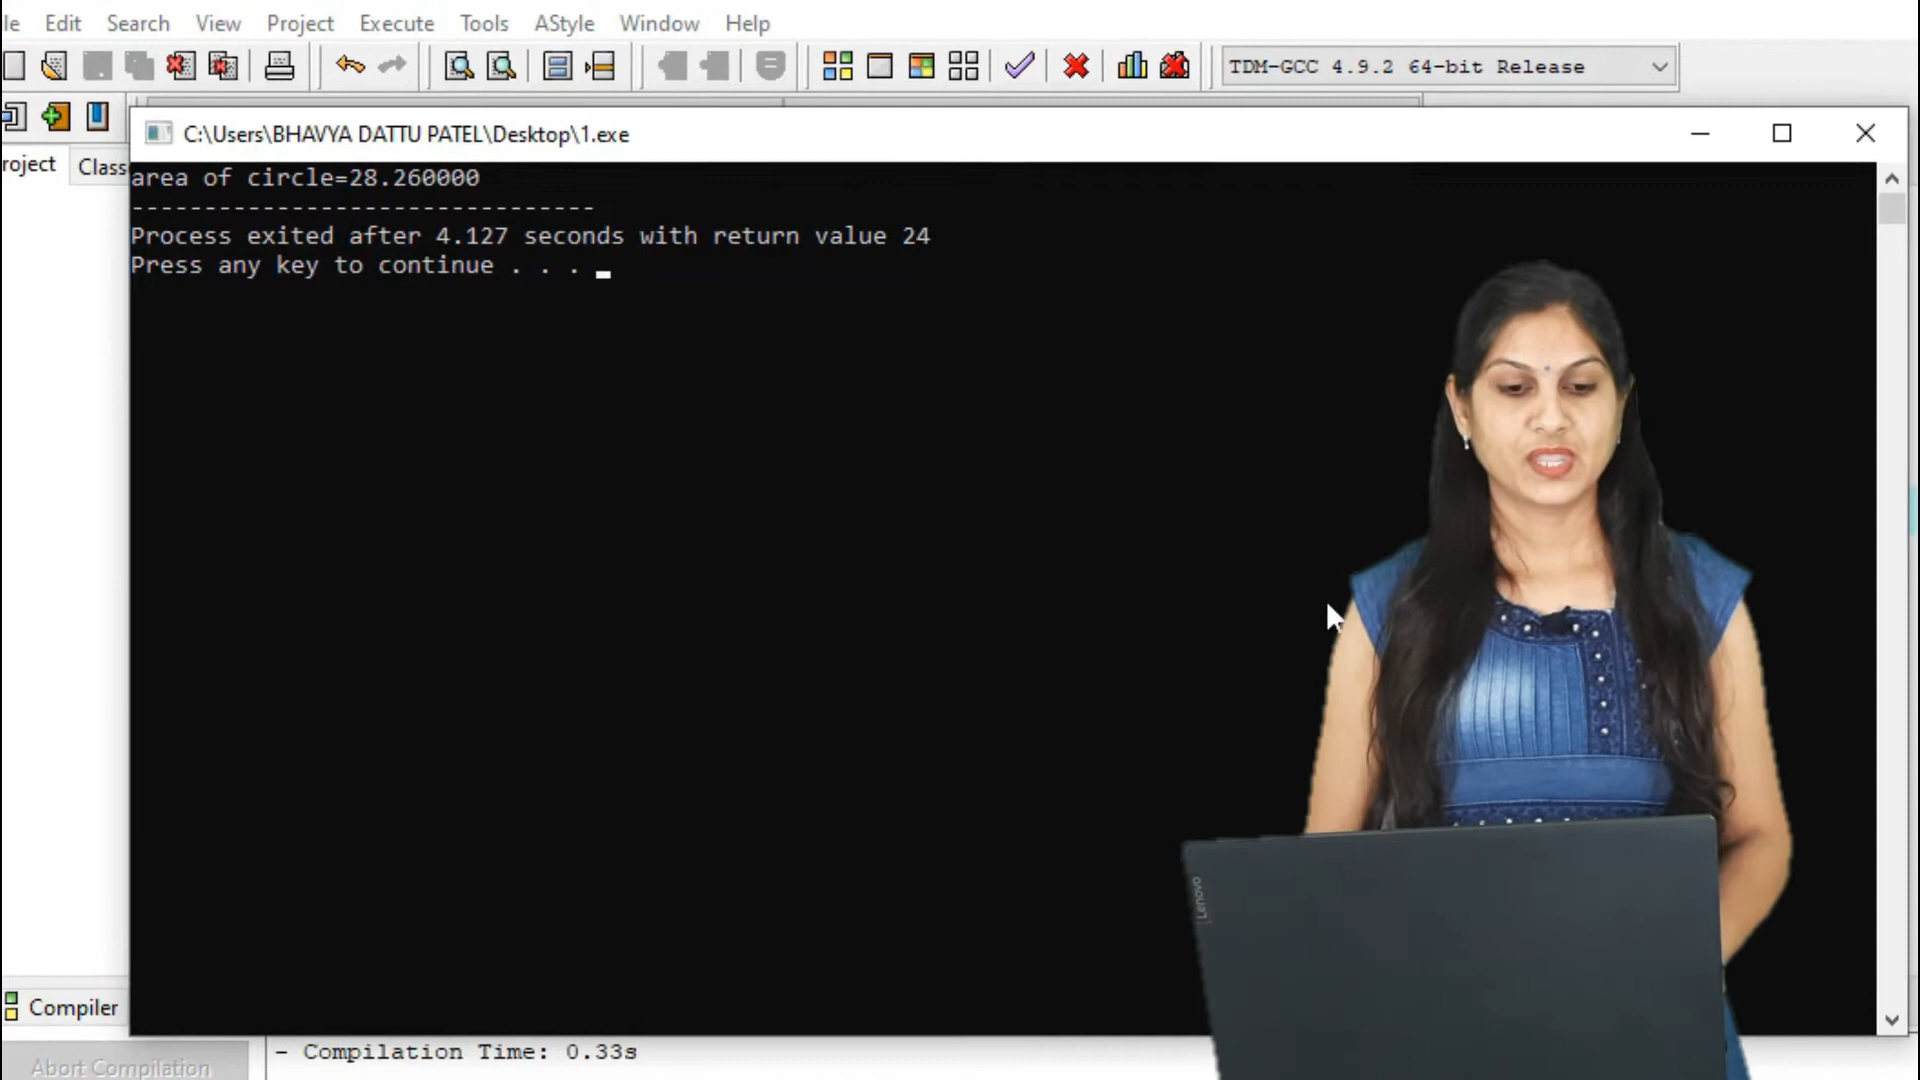 le Edit Search View Project Execute Tools AStyle Window Help
TDM-GCC 4.9.2 64-bit Release
C:\Users\BHAVYA DATTU PATEL\Desktop\1.exe
roject Class
area of circle=28.260000
--------------------------------
Process exited after 4.127 seconds with return value 24
Press any key to continue . . .
Lenovo
Compiler
- Compilation Time: 0.33s
Abort Compilation